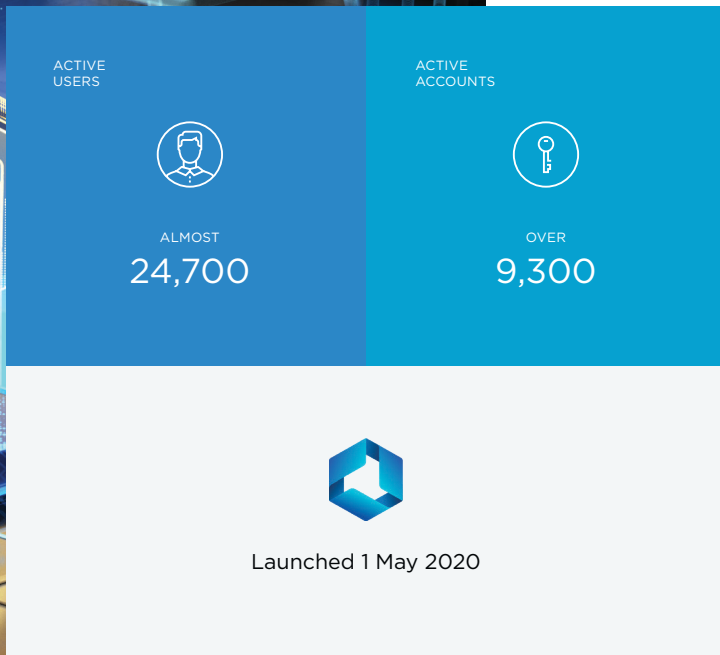 ACTIVE
USERS
ALMOST
24,700
ACTIVE
ACCOUNTS
OVER
9,300
Launched 1 May 2020